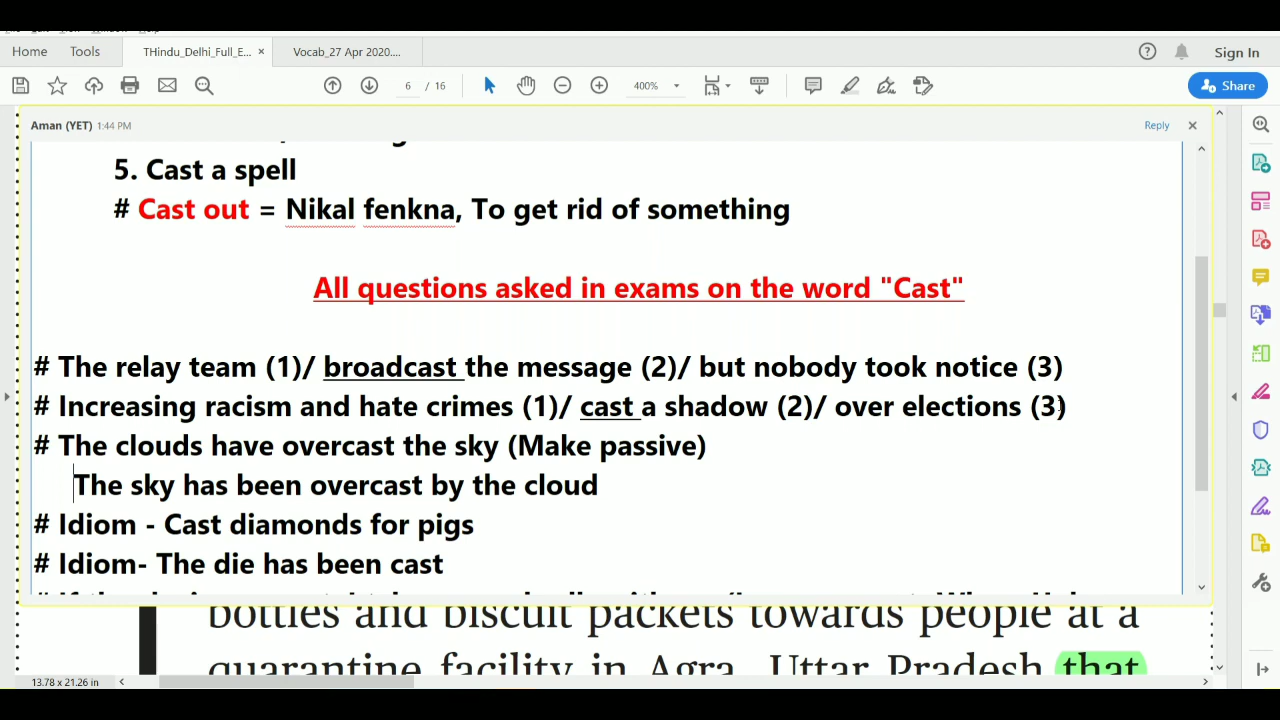 Home Tools THindu_Delhi_Full_E... × Vocab_27 Apr 2020.... Sign In
6 / 16 400% Share
Aman (YET) 1:44 PM Reply
5. Cast a spell
# Cast out = Nikal fenkna, To get rid of something
All questions asked in exams on the word "Cast"
# The relay team (1)/ broadcast the message (2)/ but nobody took notice (3)
# Increasing racism and hate crimes (1)/ cast a shadow (2)/ over elections (3)
# The clouds have overcast the sky (Make passive)
The sky has been overcast by the cloud
# Idiom - Cast diamonds for pigs
# Idiom- The die has been cast
bottles and biscuit packets towards people at a
quarantine facility in Agra, Uttar Pradesh that
13.78 x 21.26 in